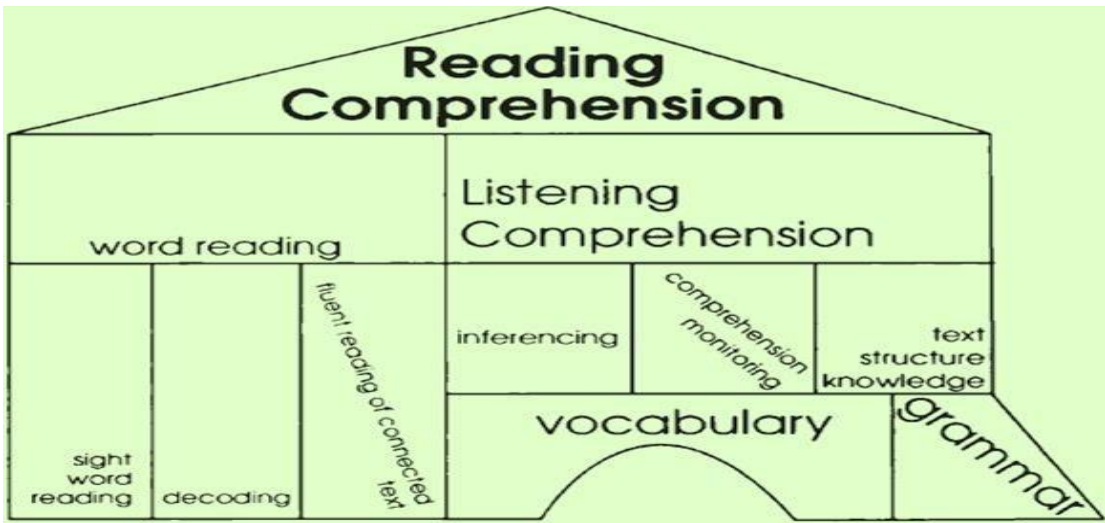 Reading
Comprehension
word reading
Listening
Comprehension
sight
word
reading
decoding
fluent reading of connected
text
inferencing
comprehension
monitoring
text
structure
knowledge
vocabulary
grammar